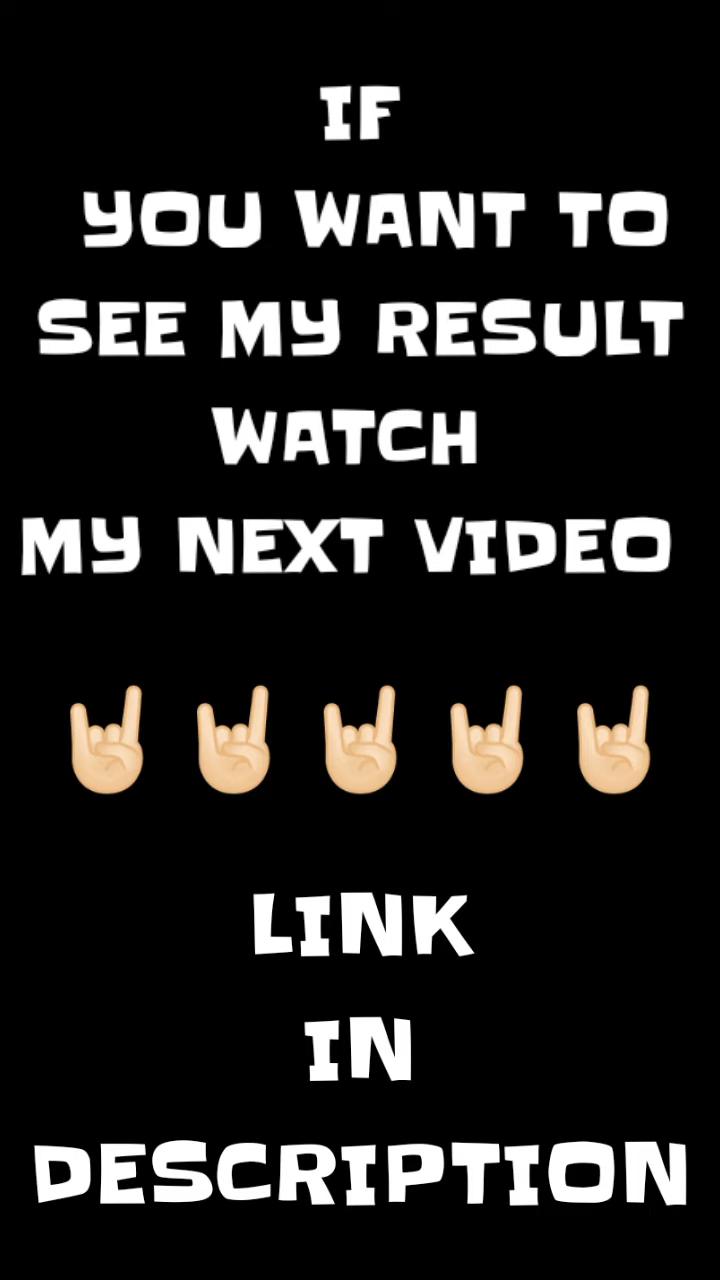 IF
YOU WANT TO
SEE MY RESULT
WATCH
MY NEXT VIDEO
🤘🏻 🤘🏻 🤘🏻 🤘🏻 🤘🏻
LINK
IN
DESCRIPTION